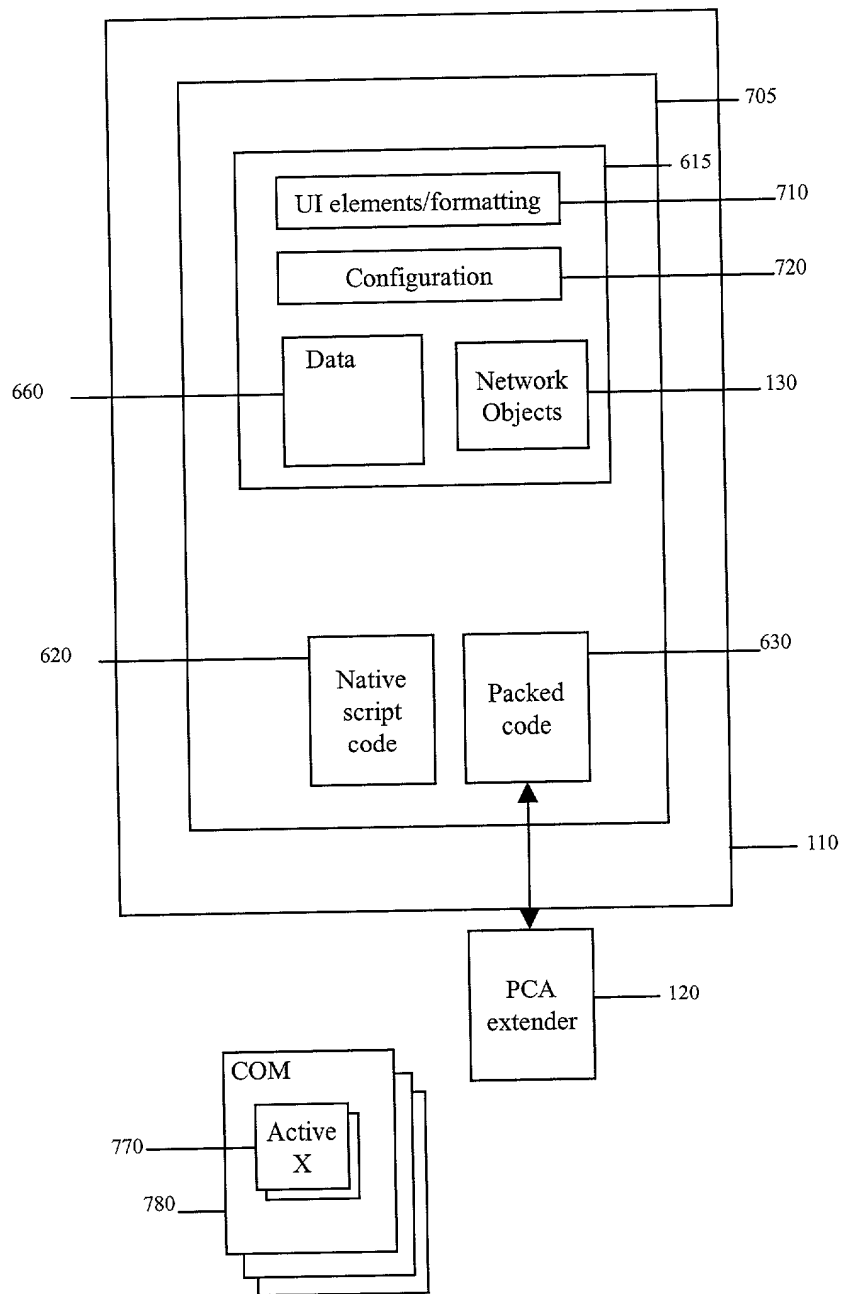 705
615
UI elements/formatting
710
Configuration
720
Data
660
Network
Objects
130
620
630
Native
script
code
Packed
code
110
PCA
extender
120
COM
Active
X
770
780